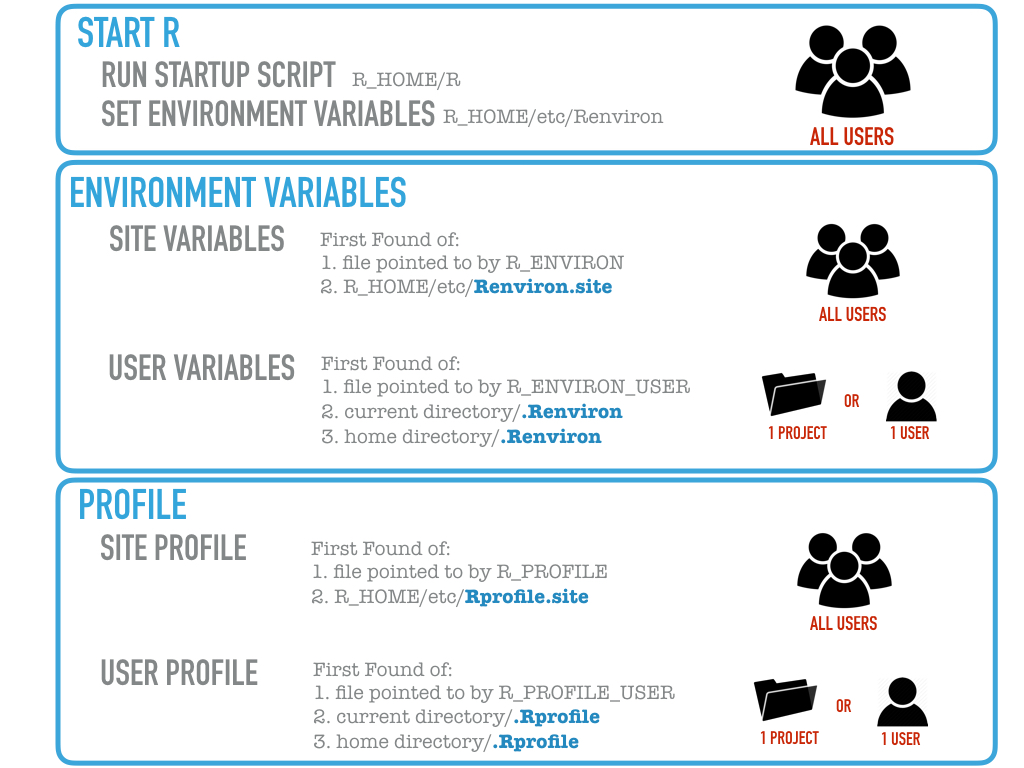 START R
RUN STARTUP SCRIPT R_HOME/R
SET ENVIRONMENT VARIABLES R_HOME/etc/Renviron
ALL USERS
ENVIRONMENT VARIABLES
SITE VARIABLES
First Found of:
1. file pointed to by R_ENVIRON
2. R_HOME/etc/Renviron.site
ALL USERS
USER VARIABLES
First Found of:
1. file pointed to by R_ENVIRON_USER
2. current directory/.Renviron
3. home directory/.Renviron
OR
1 PROJECT
1 USER
PROFILE
SITE PROFILE
First Found of:
1. file pointed to by R_PROFILE
2. R_HOME/etc/Rprofile.site
ALL USERS
USER PROFILE
First Found of:
1. file pointed to by R_PROFILE_USER
2. current directory/.Rprofile
3. home directory/.Rprofile
OR
1 PROJECT
1 USER